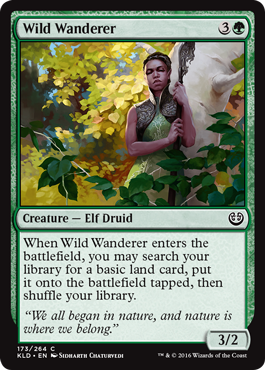 Wild Wanderer 3
Creature — Elf Druid
When Wild Wanderer enters the
battlefield, you may search your
library for a basic land card, put
it onto the battlefield tapped, then
shuffle your library.
“We all began in nature, and nature is
where we belong.”
3/2
173/264 C
KLD • EN Sidharth Chaturvedi
™ & © 2016 Wizards of the Coast